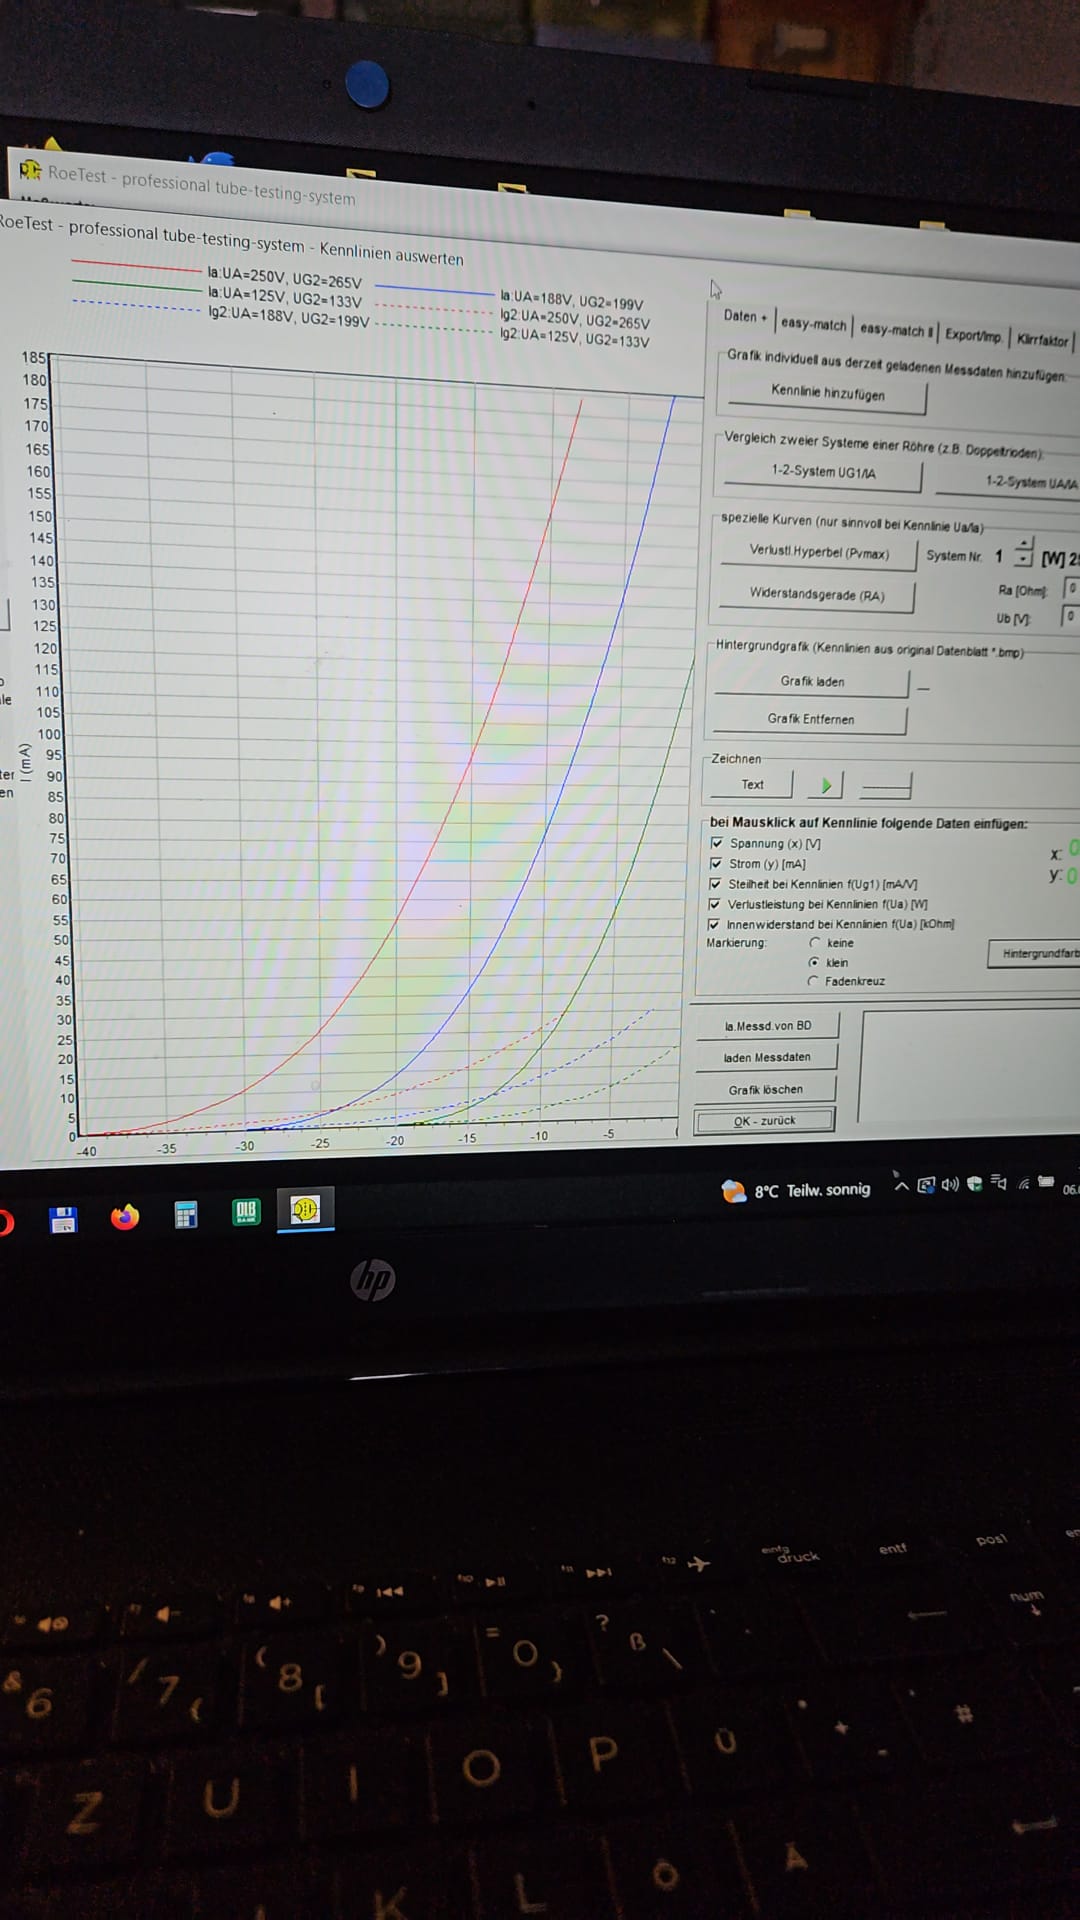 RoeTest - professional tube-testing-system
RoeTest - professional tube-testing-system - Kennlinien auswerten
Ia:UA=250V, UG2=265V
Ia:UA=188V, UG2=199V
Ia:UA=125V, UG2=133V
Ig2:UA=250V, UG2=265V
Ig2:UA=188V, UG2=199V
Ig2:UA=125V, UG2=133V
185
180
175
170
165
160
155
150
145
140
135
130
125
120
115
110
105
100
95
90
85
80
75
70
65
60
55
50
45
40
35
30
25
20
15
10
5
0
I (mA)
-40
-35
-30
-25
-20
-15
-10
-5
Daten +
easy-match
easy-match II
Export/Imp.
Klirrfaktor
Grafik individuell aus derzeit geladenen Messdaten hinzufügen:
Kennlinie hinzufügen
Vergleich zweier Systeme einer Röhre (z.B. Doppeltrioden):
1-2-System UG1/IA
1-2-System UA/IA
spezielle Kurven (nur sinnvoll bei Kennlinie Ua/Ia)
Verlustl.Hyperbel (Pvmax)
System Nr. 1
[W]
Widerstandsgerade (RA)
Ra [Ohm]: 0
Ub [V]: 0
Hintergrundgrafik (Kennlinien aus original Datenblatt *.bmp)
Grafik laden
Grafik Entfernen
Zeichnen
Text
bei Mausklick auf Kennlinie folgende Daten einfügen:
Spannung (x) [V]
Strom (y) [mA]
Steilheit bei Kennlinien f(Ug1) [mA/V]
Verlustleistung bei Kennlinien f(Ua) [W]
Innenwiderstand bei Kennlinien f(Ua) [kOhm]
x: 0
y: 0
Markierung:
keine
klein
Fadenkreuz
Hintergrundfarb
Ia.Messd.von BD
laden Messdaten
Grafik löschen
OK - zurück
8°C Teilw. sonnig
06.
DLB
BANK
hp
einfg
druck
entf
pos1
num
&
6
/
7
{
(
8
[
)
9
]
=
0
}
?
ß
\
Z
U
I
O
P
Ü
+
#
K
L
Ö
Ä